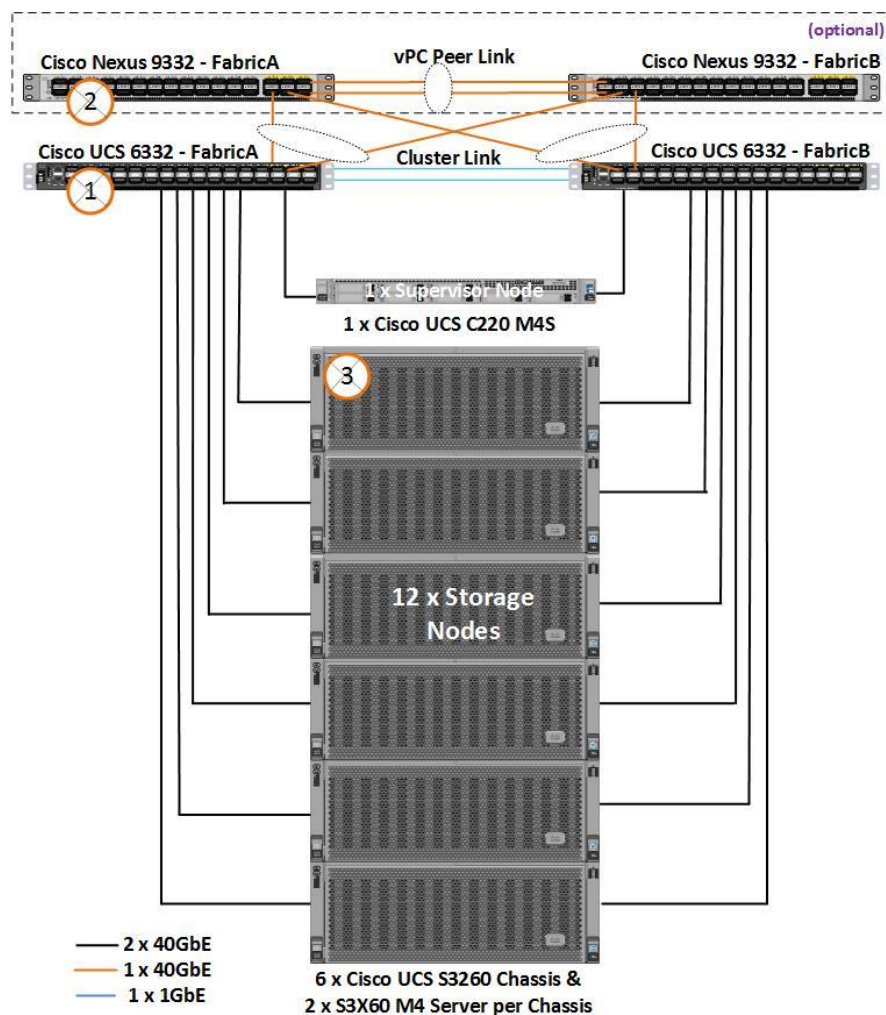 (optional)
Cisco Nexus 9332 - FabricA
vPC Peer Link
Cisco Nexus 9332 - FabricB
2
Cisco UCS 6332 - FabricA
Cluster Link
Cisco UCS 6332 - FabricB
1
1 x Supervisor Node
1 x Cisco UCS C220 M4S
3
12 x Storage
Nodes
2 x 40GbE
1 x 40GbE
1 x 1GbE
6 x Cisco UCS S3260 Chassis &
2 x S3X60 M4 Server per Chassis